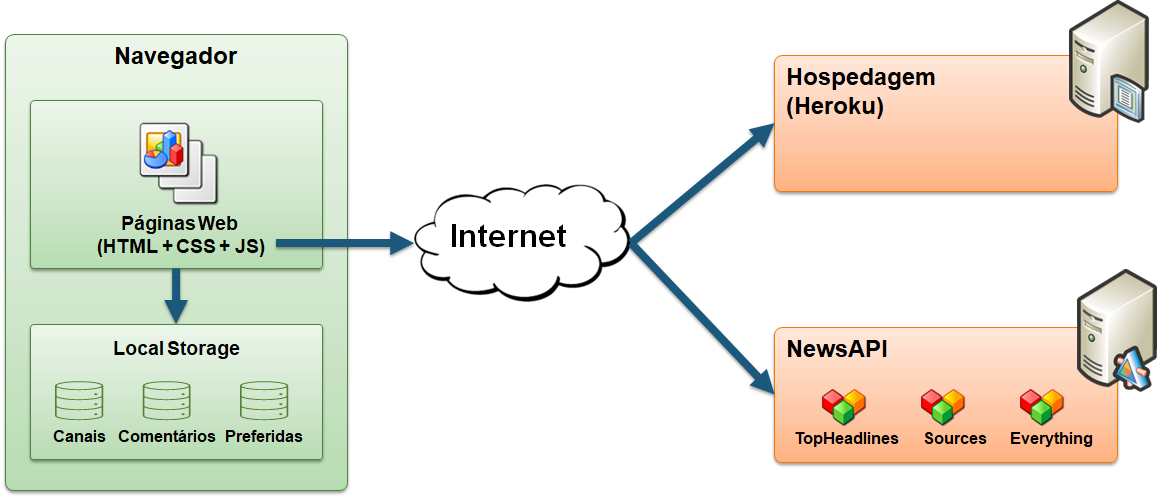 Navegador
Páginas Web
(HTML + CSS + JS)
Local Storage
Canais
Comentários
Preferidas
Internet
Hospedagem
(Heroku)
NewsAPI
TopHeadlines
Sources
Everything